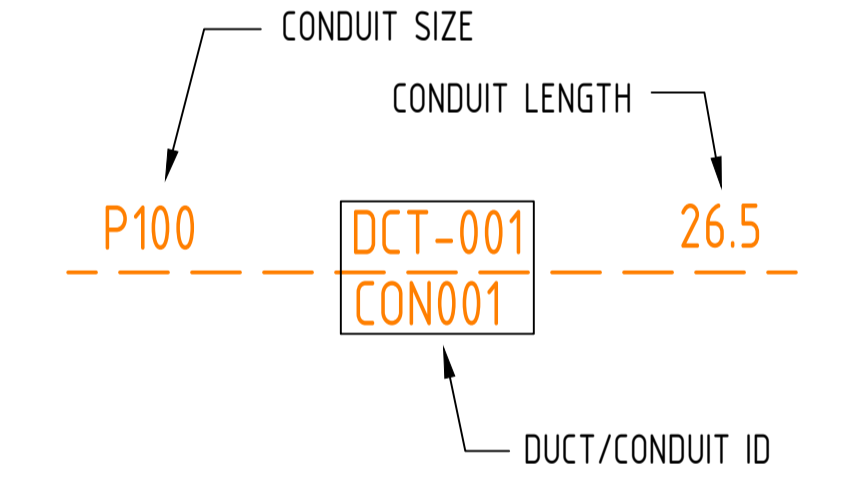 CONDUIT SIZE
CONDUIT LENGTH
P100
DCT-001
26.5
CON001
DUCT/CONDUIT ID